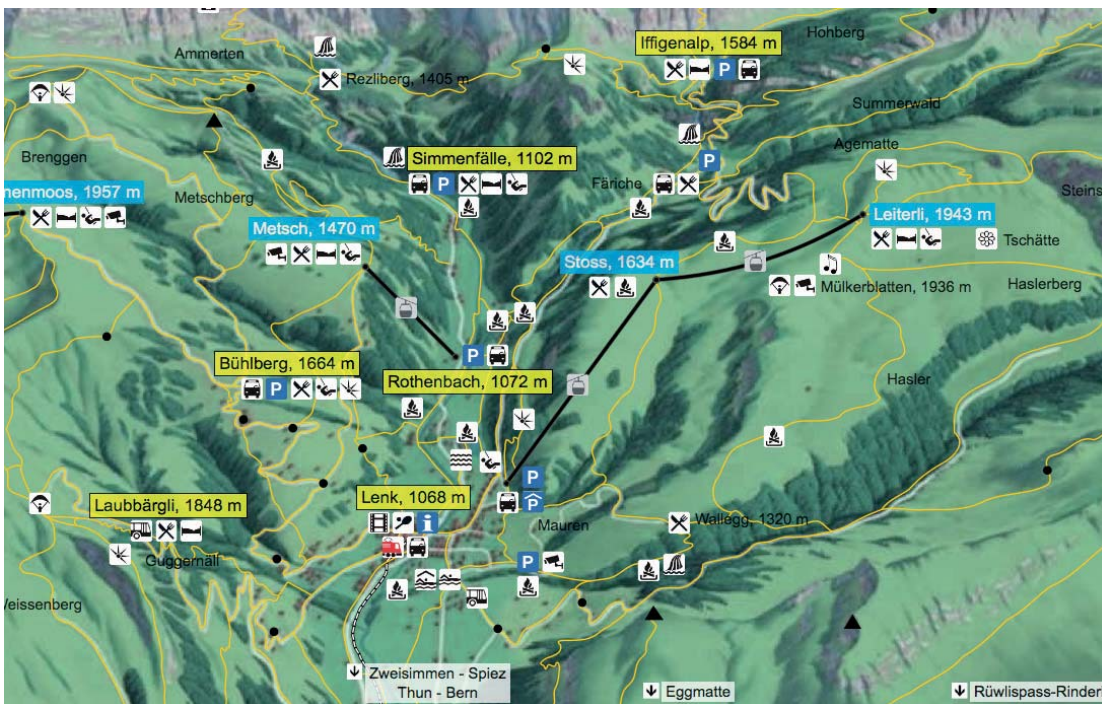 Ammerten
Rezliberg, 1405 m
Iffigenalp, 1584 m
P
Hohberg
Summerwald
Agematte
Brenggen
Simmenfälle, 1102 m
P
P
Färiche
Metschberg
nenmoos, 1957 m
Metsch, 1470 m
Steins
Leiterli, 1943 m
Tschätte
Stoss, 1634 m
Mülkerblatten, 1936 m
Haslerberg
Bühlberg, 1664 m
P
P
Rothenbach, 1072 m
Hasler
P
P
Lenk, 1068 m
i
Laubbärgli, 1848 m
Mauren
Wallegg, 1320 m
Guggernäll
P
Weissenberg
Zweisimmen - Spiez
Thun - Bern
Eggmatte
Rüwlispass-Rinder